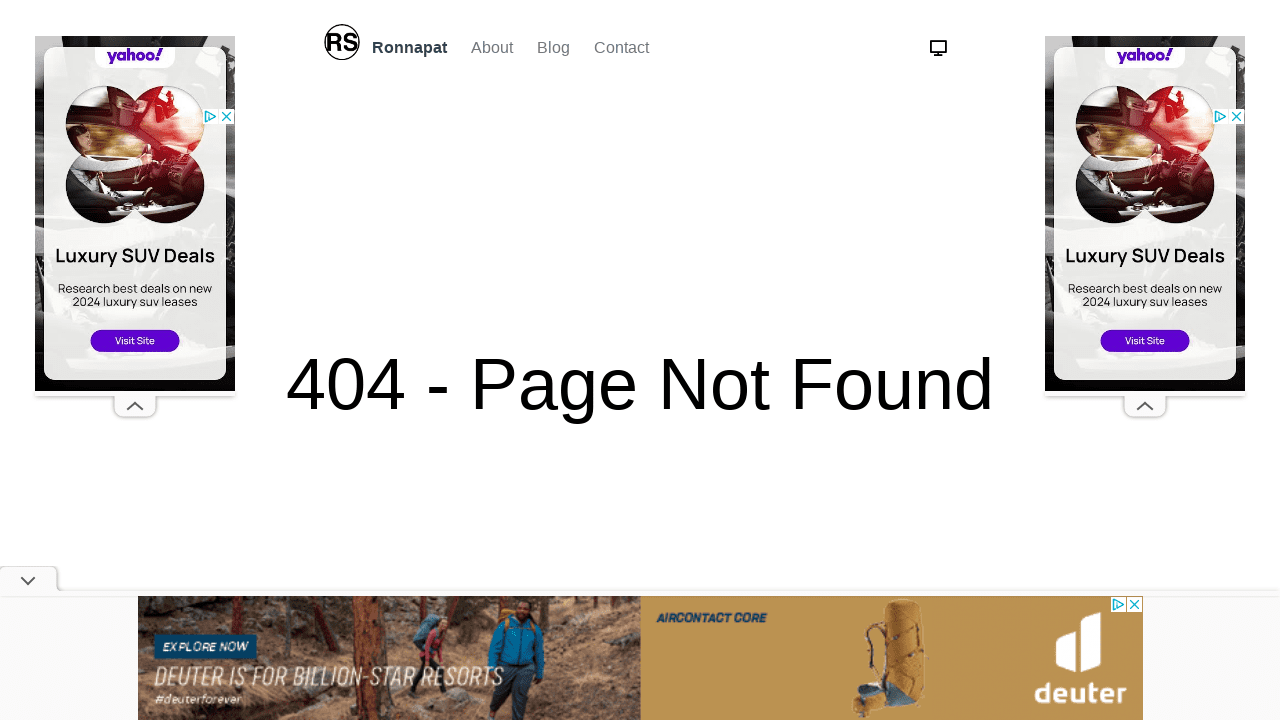 RS
Ronnapat
About
Blog
Contact
yahoo!
Luxury SUV Deals
Research best deals on new
2024 luxury suv leases
Visit Site
yahoo!
Luxury SUV Deals
Research best deals on new
2024 luxury suv leases
Visit Site
404 - Page Not Found
EXPLORE NOW
DEUTER IS FOR BILLION-STAR RESORTS
#deuterforever
AIRCONTACT CORE
deuter